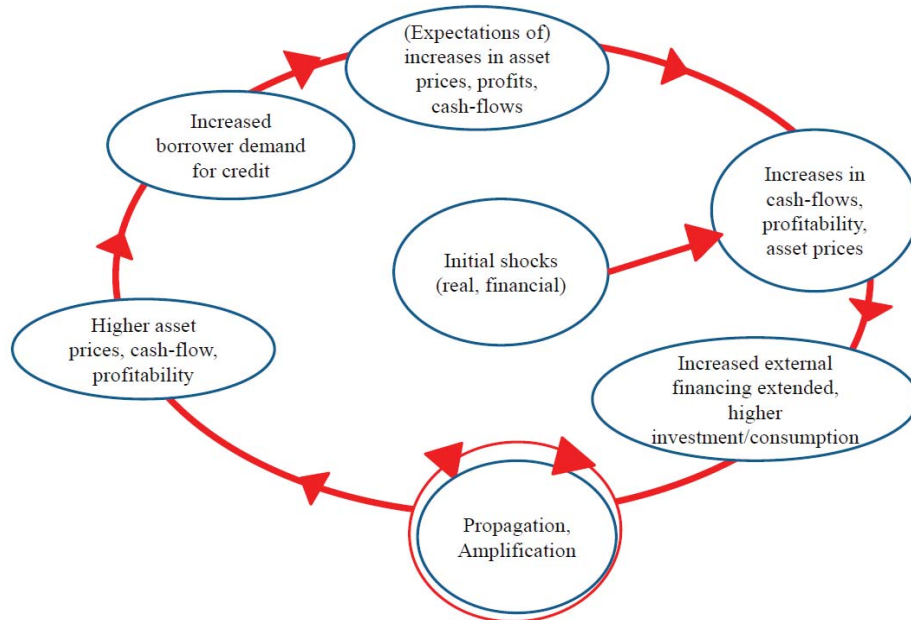 (Expectations of)
increases in asset
prices, profits,
cash-flows
Increased
borrower demand
for credit
Increases in
cash-flows,
profitability,
asset prices
Initial shocks
(real, financial)
Higher asset
prices, cash-flow,
profitability
Increased external
financing extended,
higher
investment/consumption
Propagation,
Amplification